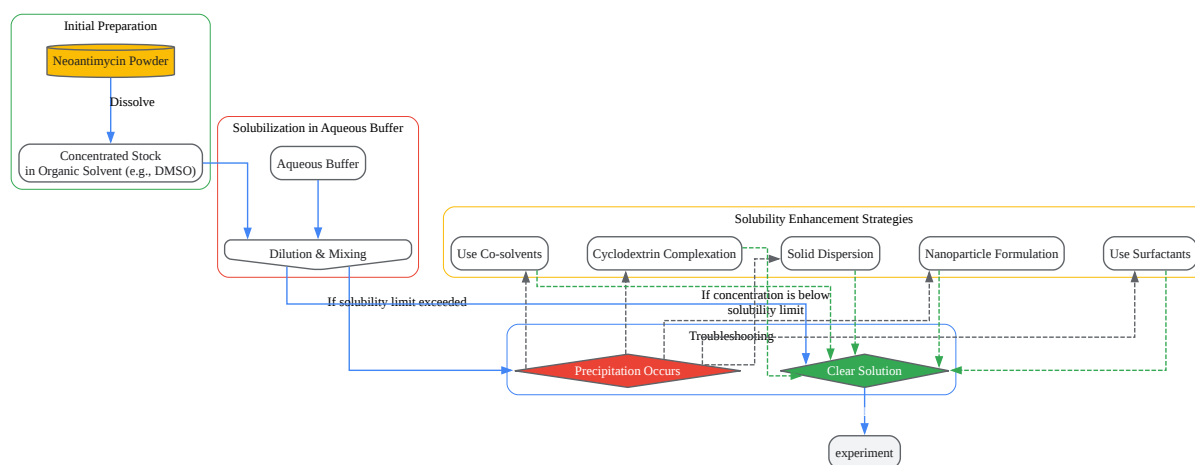 Initial Preparation
Neoantimycin Powder
Dissolve
Concentrated Stock
in Organic Solvent (e.g., DMSO)
Solubilization in Aqueous Buffer
Aqueous Buffer
Dilution & Mixing
Solubility Enhancement Strategies
Use Co-solvents
Cyclodextrin Complexation
Solid Dispersion
Nanoparticle Formulation
Use Surfactants
If solubility limit exceeded
If concentration is below
solubility limit
Troubleshooting
Precipitation Occurs
Clear Solution
experiment